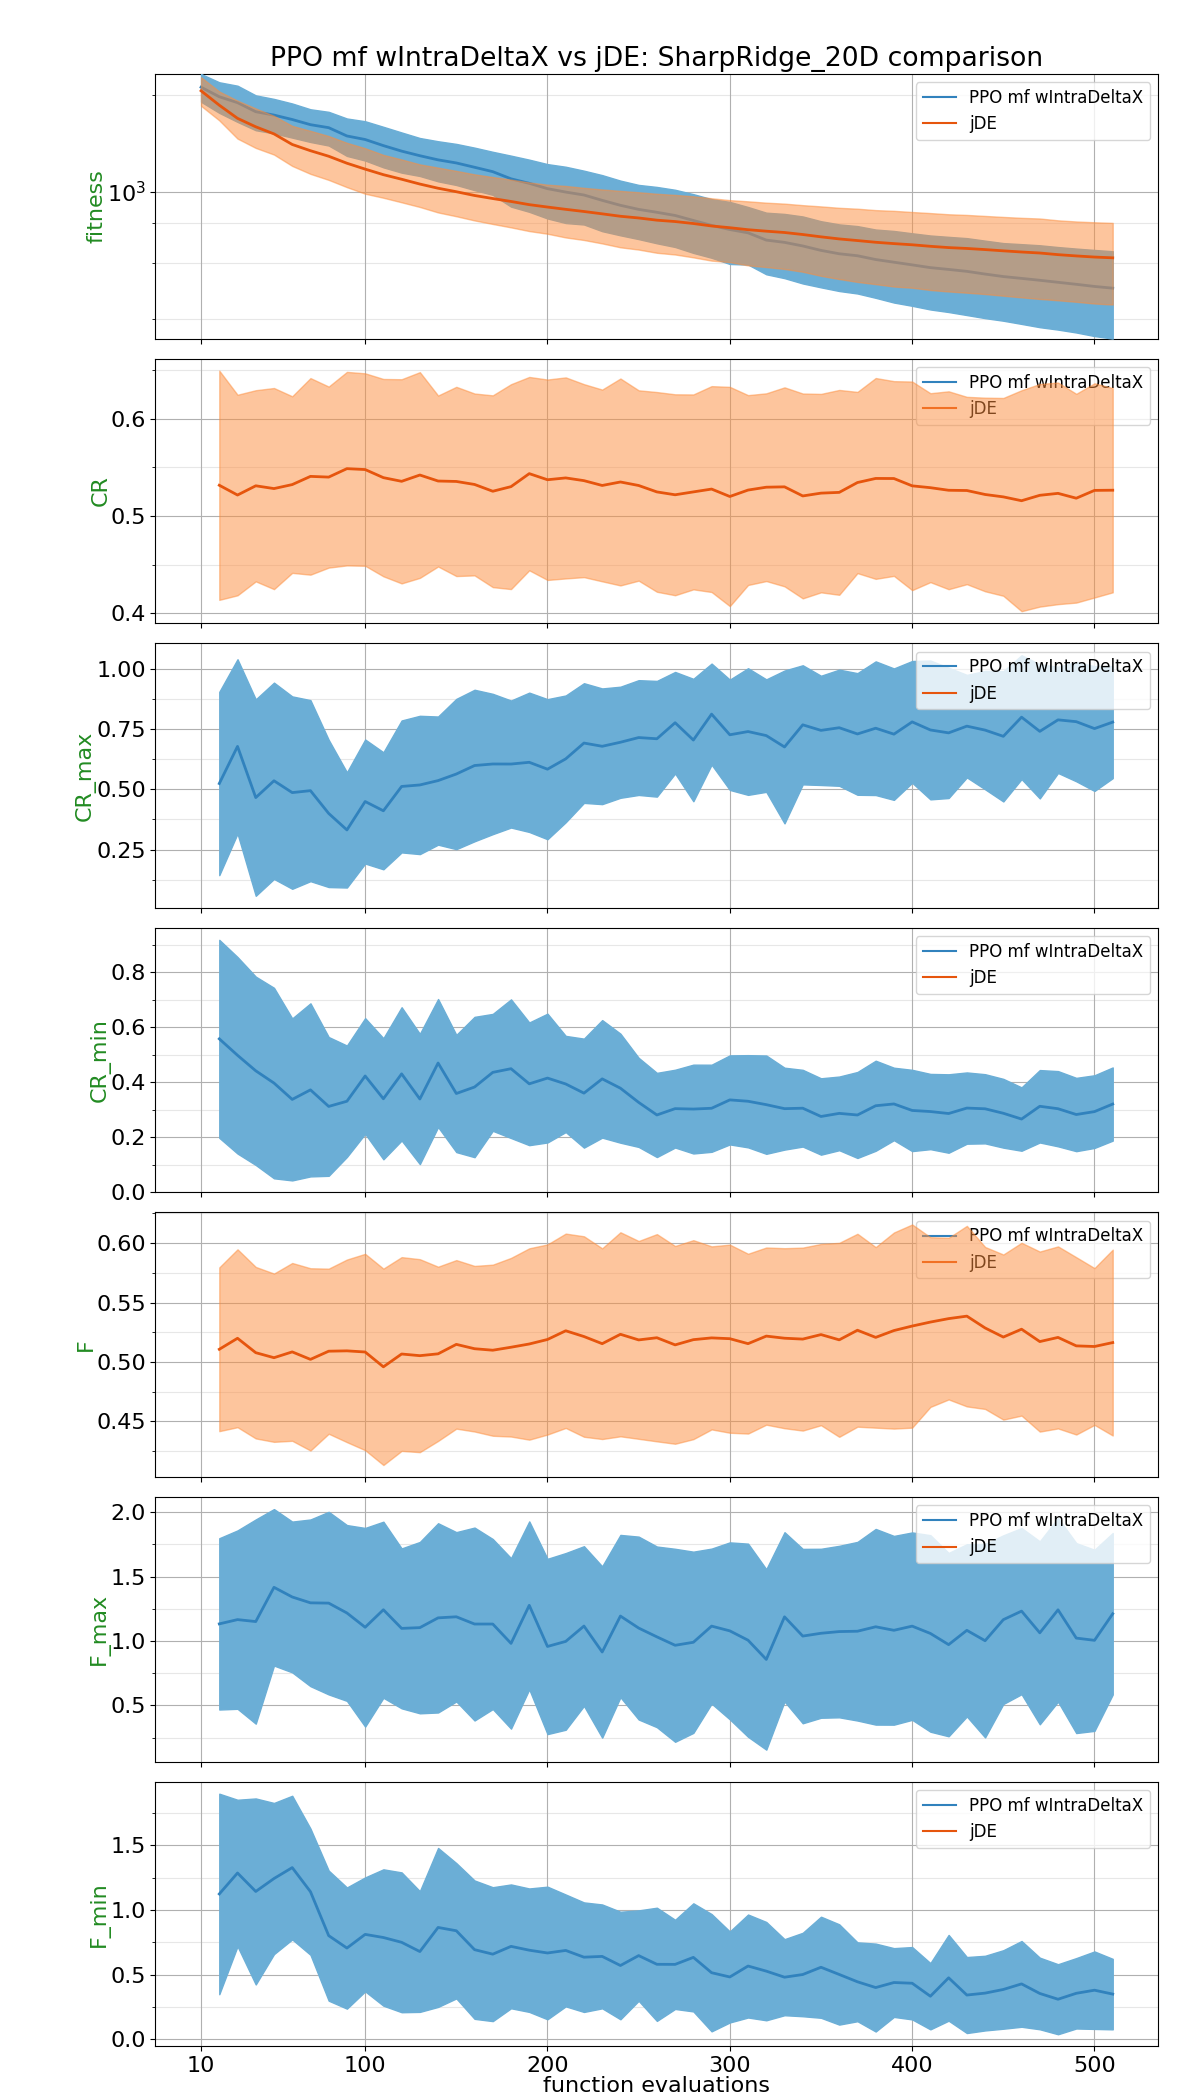 PPO mf wIntraDeltaX vs jDE: SharpRidge_20D comparison
PPO mf wIntraDeltaX
jDE
10³
fitness
PPO mf wIntraDeltaX
jDE
0.6
0.5
0.4
CR
PPO mf wIntraDeltaX
jDE
1.00
0.75
0.50
0.25
CR_max
PPO mf wIntraDeltaX
jDE
0.8
0.6
0.4
0.2
0.0
CR_min
PPO mf wIntraDeltaX
jDE
0.60
0.55
0.50
0.45
F
PPO mf wIntraDeltaX
jDE
2.0
1.5
1.0
0.5
F_max
PPO mf wIntraDeltaX
jDE
1.5
1.0
0.5
0.0
F_min
10 100 200 300 400 500
function evaluations